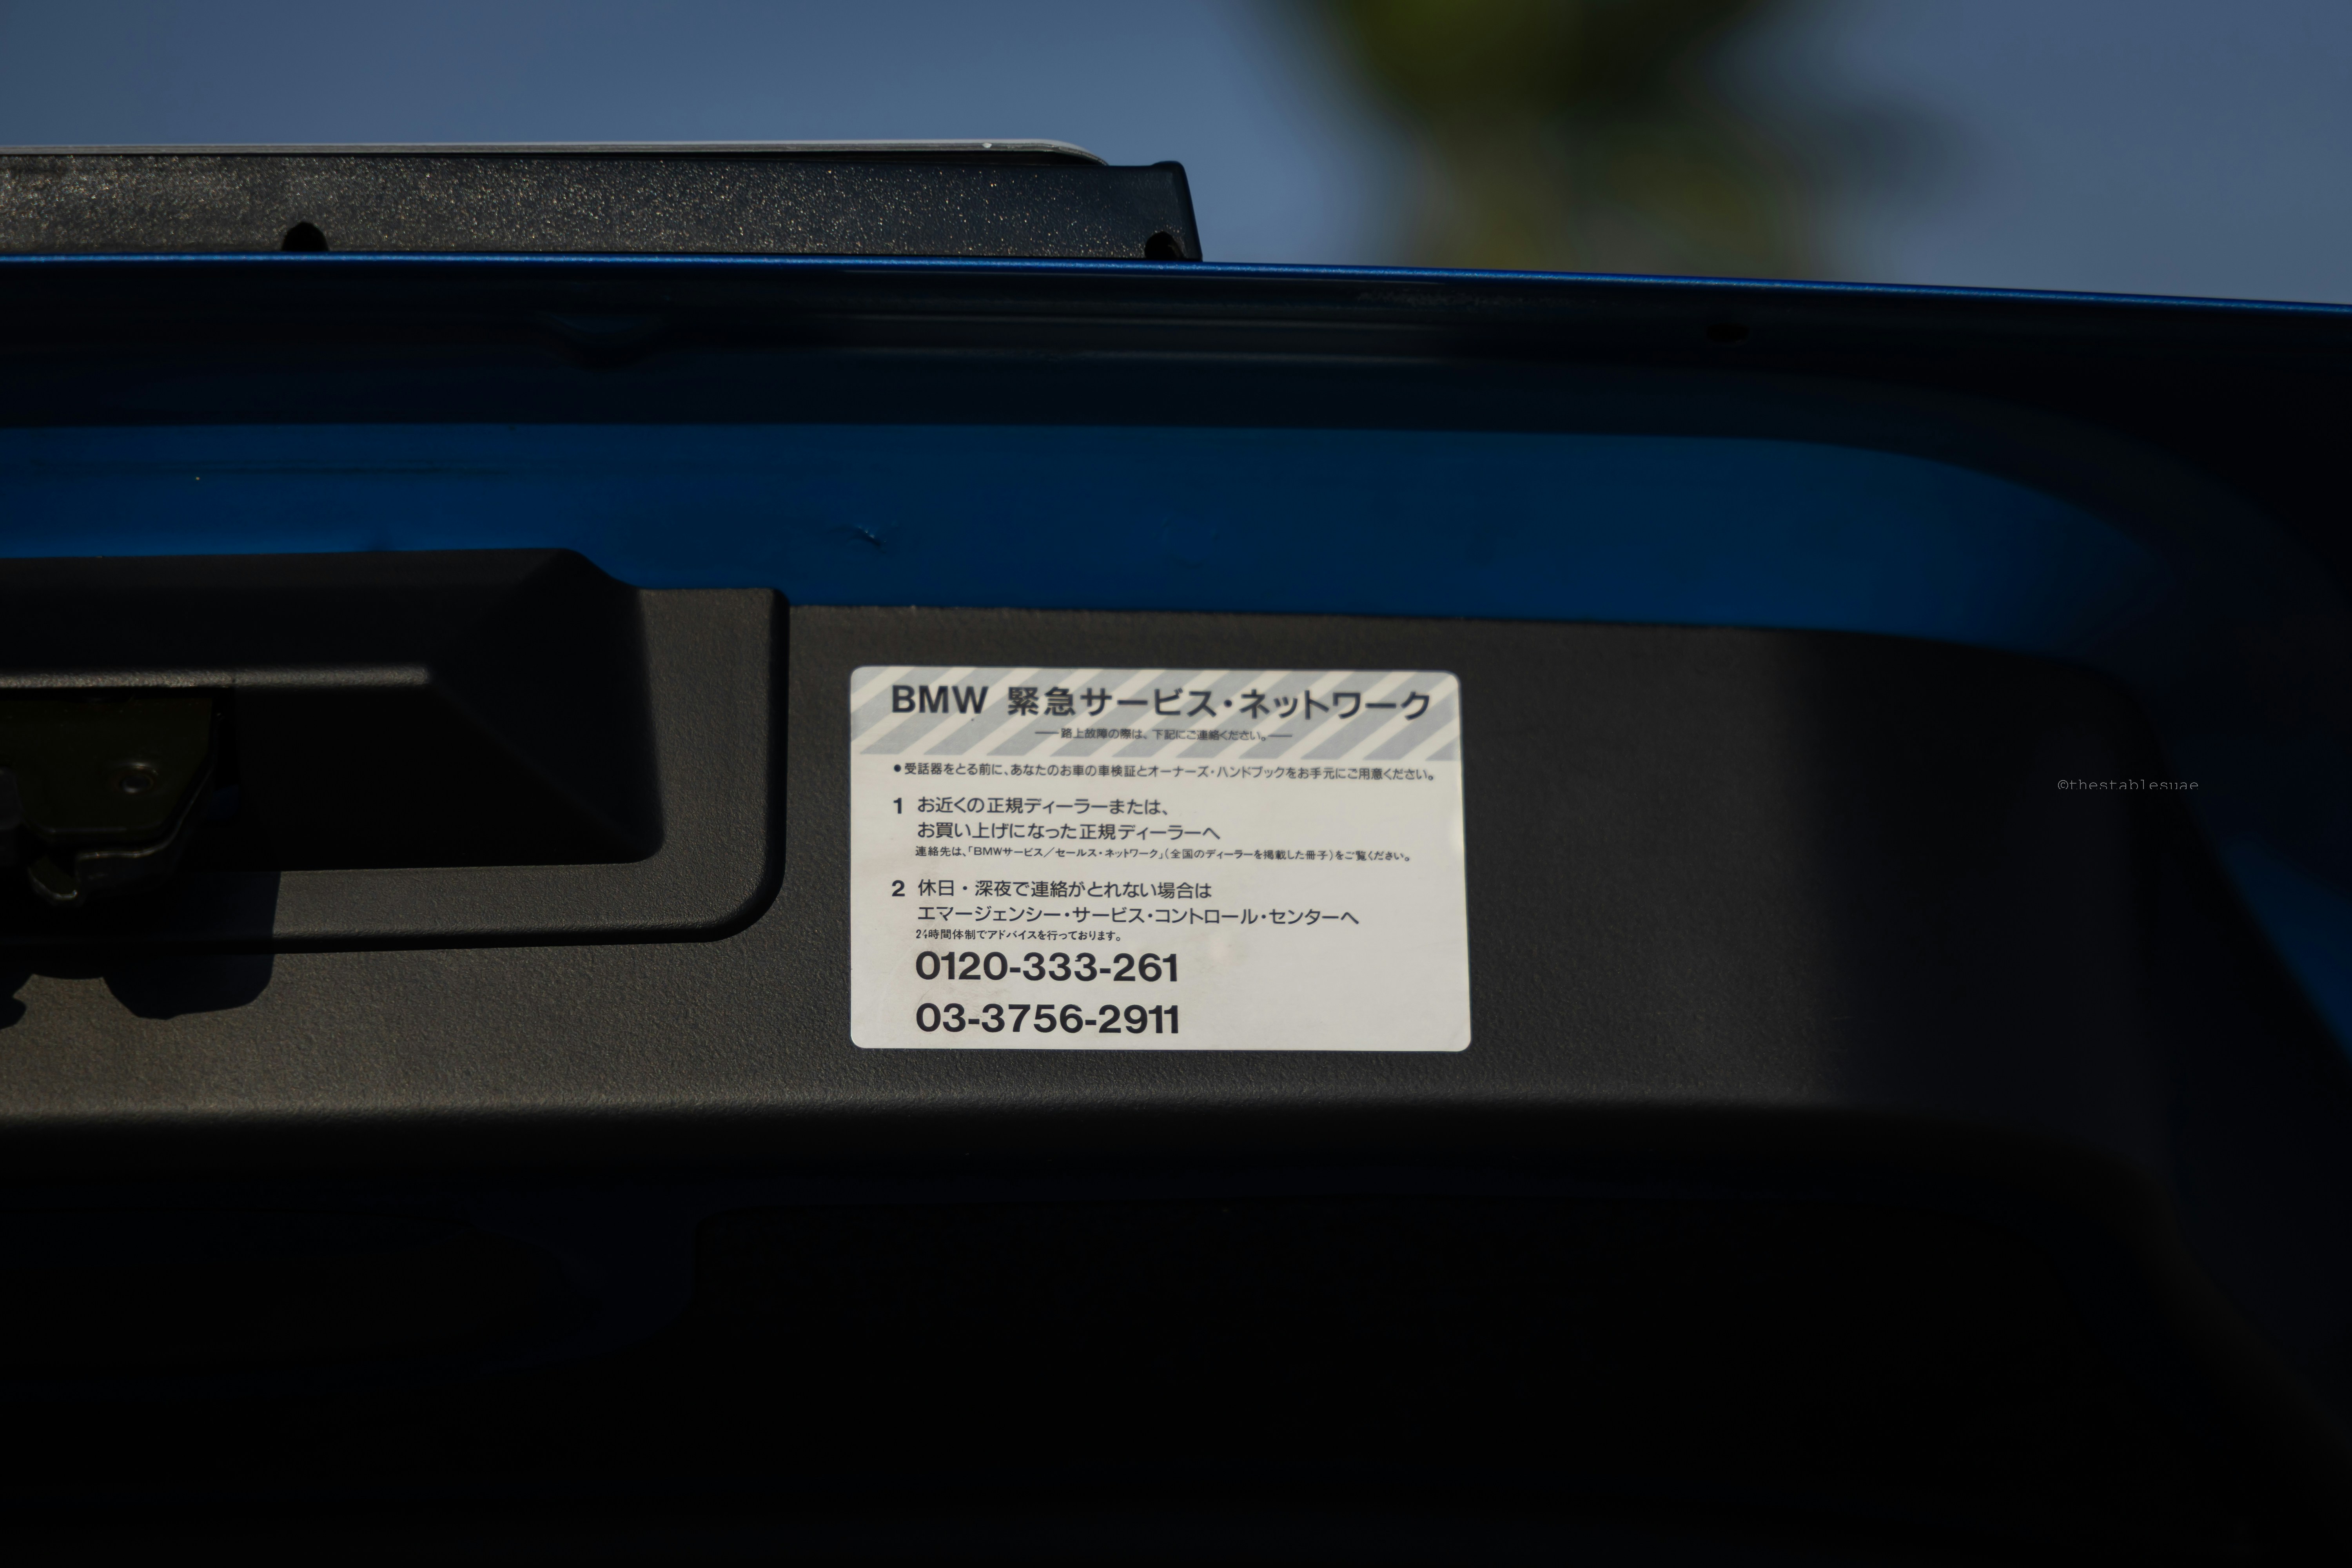 BMW 緊急サービス・ネットワーク
路上故障の際は、下記にご連絡ください。
●受話器をとる前に、あなたのお車の車検証とオーナーズ・ハンドブックをお手元にご用意ください。
1 お近くの正規ディーラーまたは、
お買い上げになった正規ディーラーへ
連絡先は、「BMWサービス／セールス・ネットワーク」（全国のディーラーを掲載した冊子）をご覧ください。
2 休日・深夜で連絡がとれない場合は
エマージェンシー・サービス・コントロール・センターへ
24時間体制でアドバイスを行っております。
0120-333-261
03-3756-2911
©thestablesuae